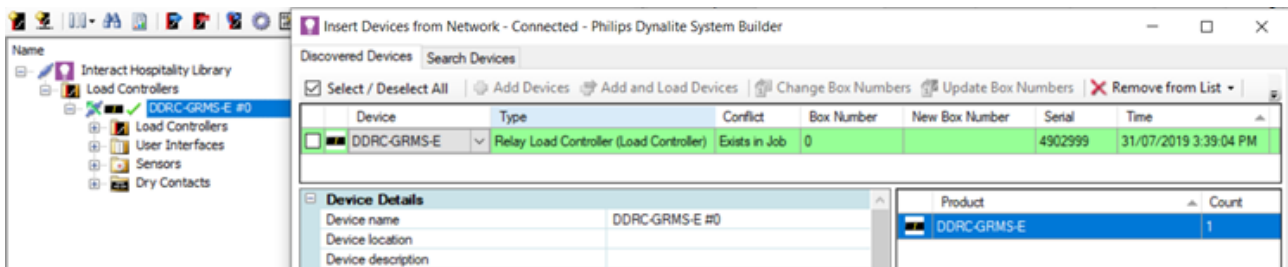 Insert Devices from Network - Connected - Philips Dynalite System Builder
Name
Interact Hospitality Library
Load Controllers
DDRC-GRMS-E #0
Load Controllers
User Interfaces
Sensors
Dry Contacts
Discovered Devices Search Devices
Select / Deselect All Add Devices Add and Load Devices Change Box Numbers Update Box Numbers Remove from List
Device Type Conflict Box Number New Box Number Serial Time
DDRC-GRMS-E Relay Load Controller (Load Controller) Exists in Job 0 4902999 31/07/2019 3:39:04 PM
Device Details
Device name DDRC-GRMS-E #0
Device location
Device description
Product Count
DDRC-GRMS-E 1